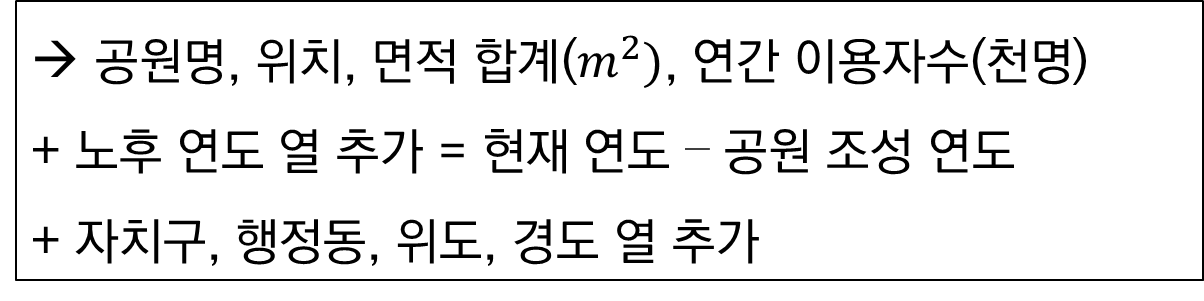 → 공원명, 위치, 면적 합계(m²), 연간 이용자수(천명)
+ 노후 연도 열 추가 = 현재 연도 – 공원 조성 연도
+ 자치구, 행정동, 위도, 경도 열 추가